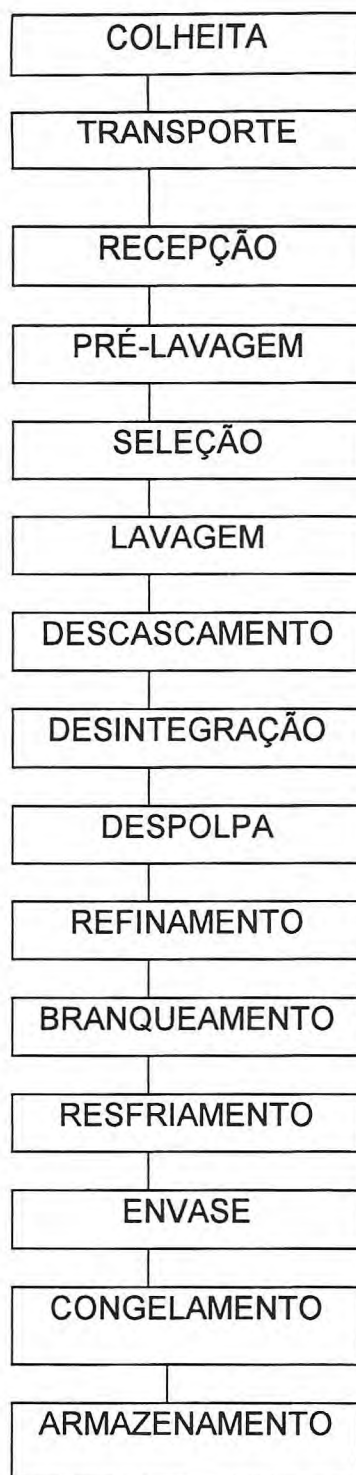 COLHEITA
TRANSPORTE
RECEPÇÃO
PRÉ-LAVAGEM
SELEÇÃO
LAVAGEM
DESCASCAMENTO
DESINTEGRAÇÃO
DESPOLPA
REFINAMENTO
BRANQUEAMENTO
RESFRIAMENTO
ENVASE
CONGELAMENTO
ARMAZENAMENTO